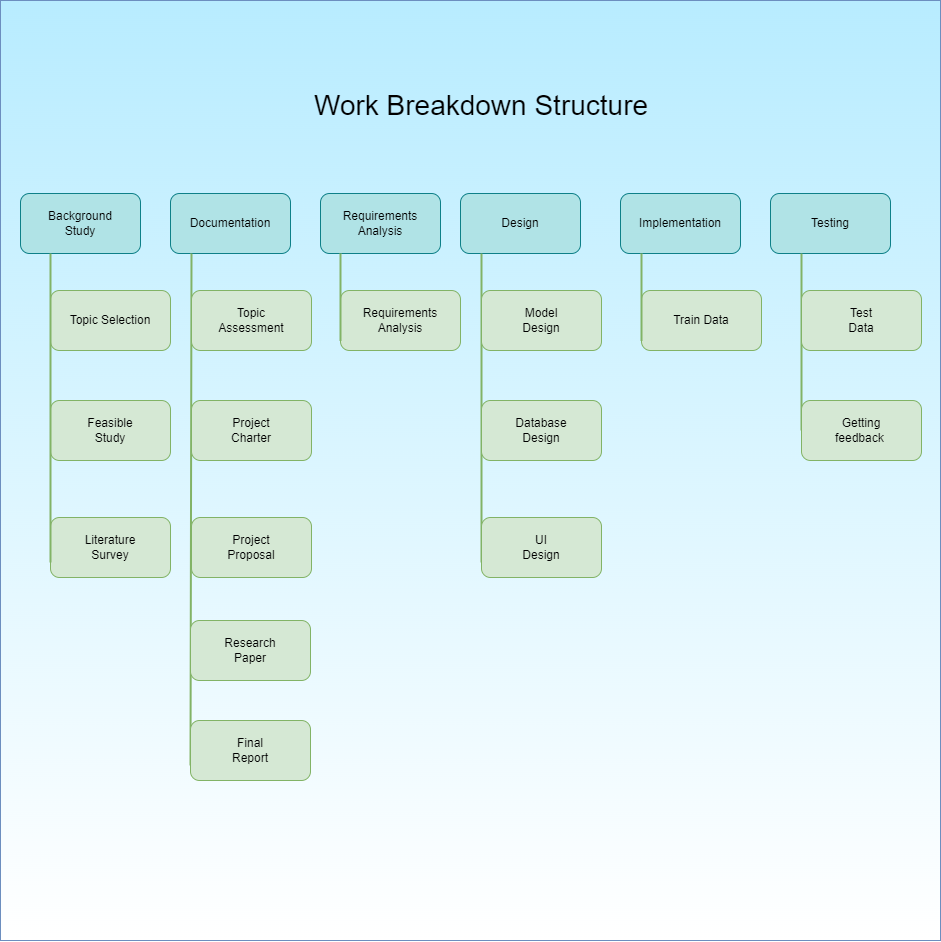 Work Breakdown Structure
Background
Study
Documentation
Requirements
Analysis
Design
Implementation
Testing
Topic Selection
Topic
Assessment
Requirements
Analysis
Model
Design
Train Data
Test
Data
Feasible
Study
Project
Charter
Database
Design
Getting
feedback
Literature
Survey
Project
Proposal
UI
Design
Research
Paper
Final
Report